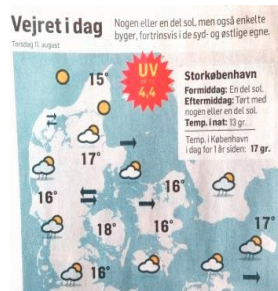 Vejret i dag
Torsdag 11. august
Nogen eller en del sol, men også enkelte
byger, fortrinsvis i de syd- og østlige egne.
15°
UV
4,4
Storkøbenhavn
Formiddag: En del sol.
Eftermiddag: Tørt med
nogen eller en del sol.
Temp. i nat: 13 gr.
Temp. i København
i dag for 1 år siden: 17 gr.
17°
16°
16°
18°
16°
17°
16°